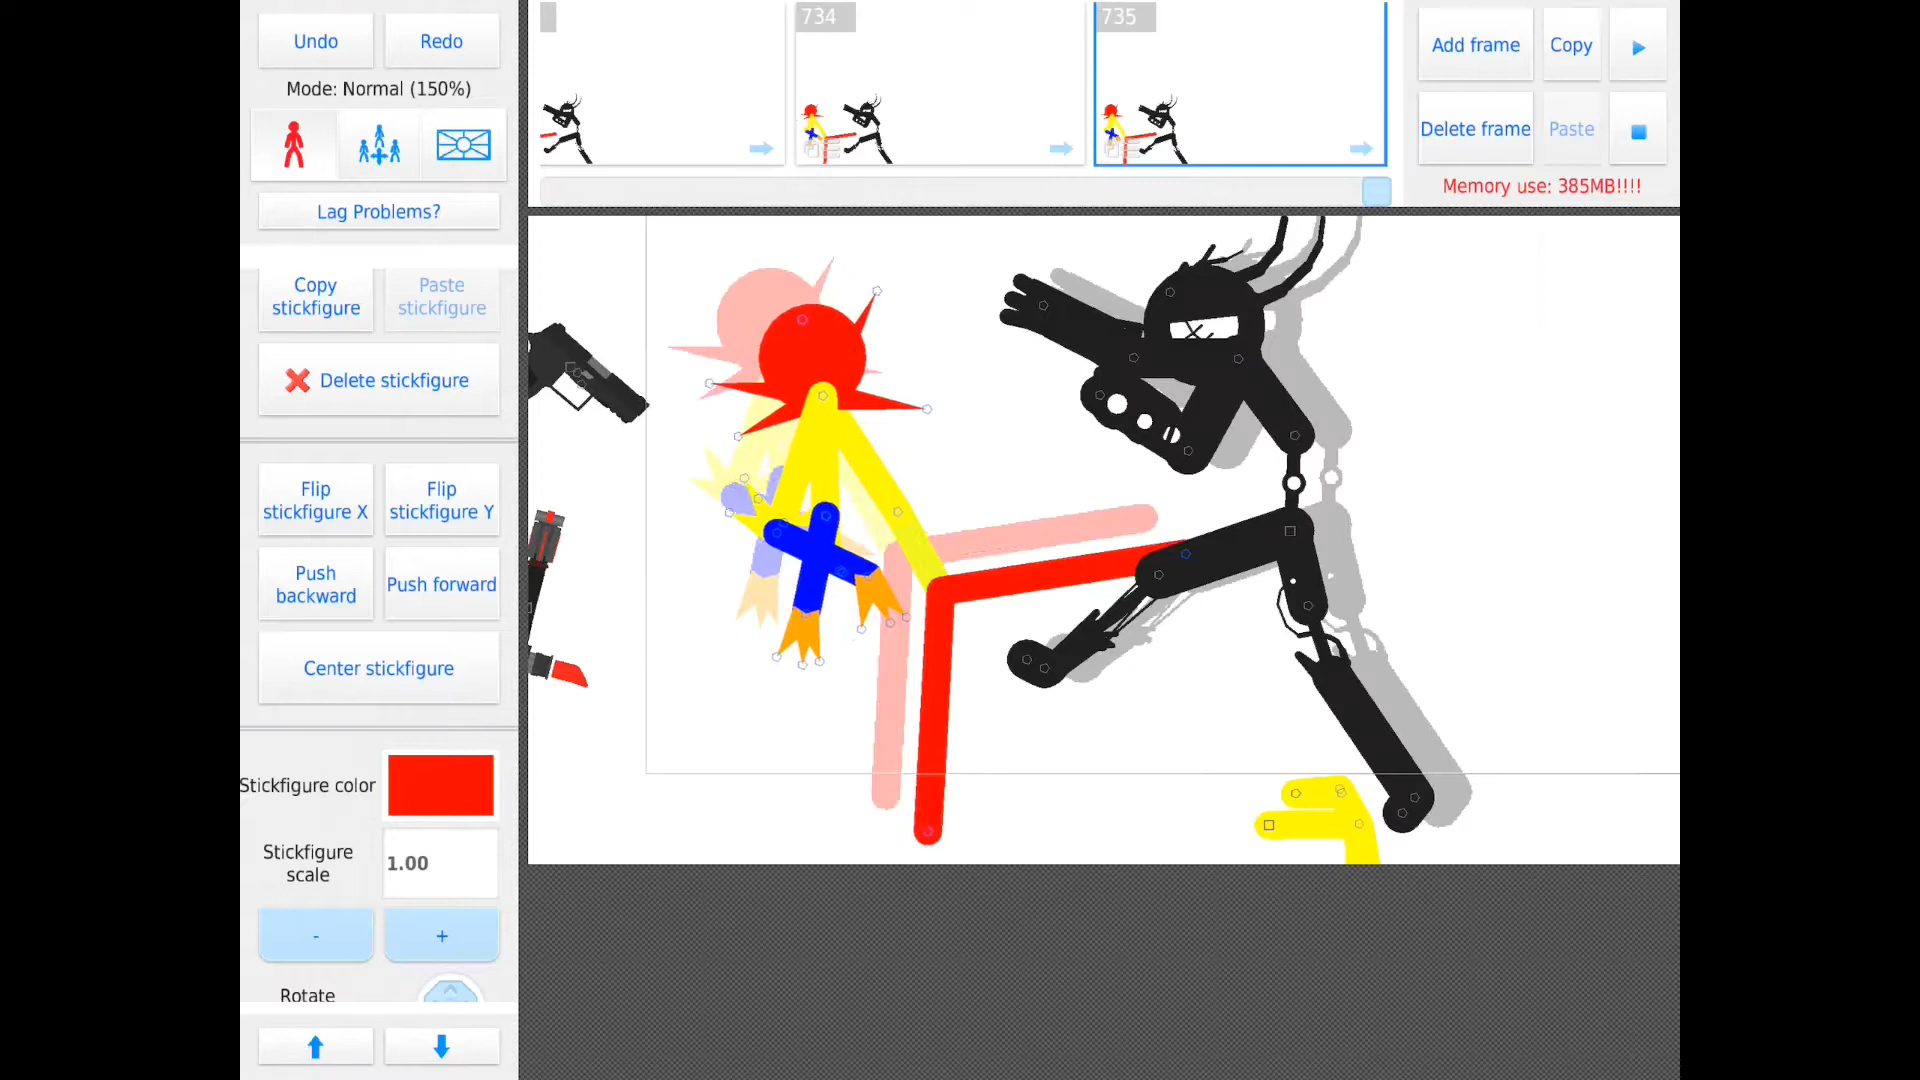 Undo
Redo
Mode: Normal (150%)
Lag Problems?
Copy
stickfigure
Paste
stickfigure
Delete stickfigure
Flip
stickfigure X
Flip
stickfigure Y
Push
backward
Push forward
Center stickfigure
Stickfigure color
Stickfigure
scale
1.00
-
+
Rotate
734
735
Add frame
Copy
Delete frame
Paste
Memory use: 385MB!!!!